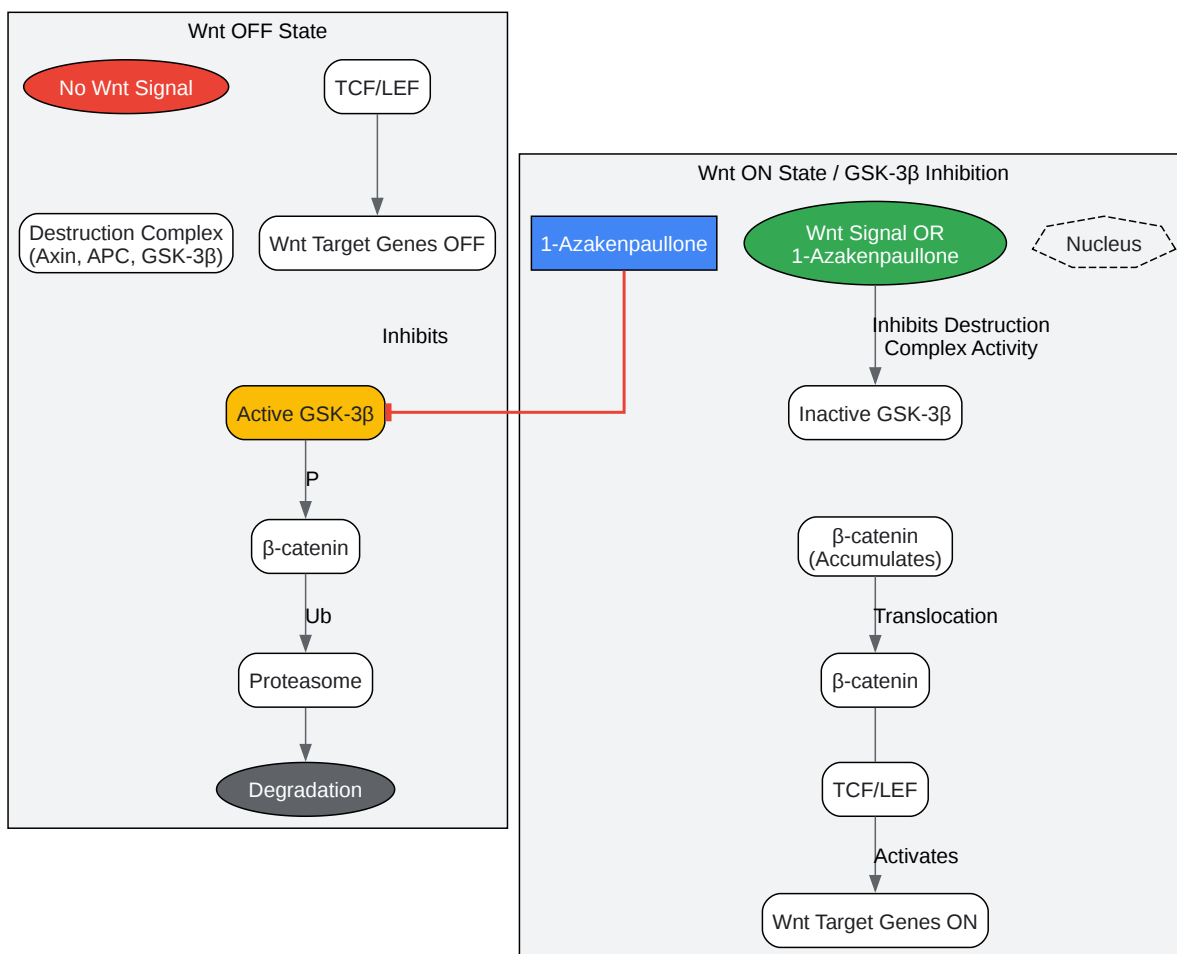 Wnt OFF State
No Wnt Signal
TCF/LEF
Destruction Complex
(Axin, APC, GSK-3β)
Wnt Target Genes OFF
Inhibits
Active GSK-3β
P
β-catenin
Ub
Proteasome
Degradation
Wnt ON State / GSK-3β Inhibition
1-Azakenpaullone
Wnt Signal OR
1-Azakenpaullone
Nucleus
Inhibits Destruction
Complex Activity
Inactive GSK-3β
β-catenin
(Accumulates)
Translocation
β-catenin
TCF/LEF
Activates
Wnt Target Genes ON